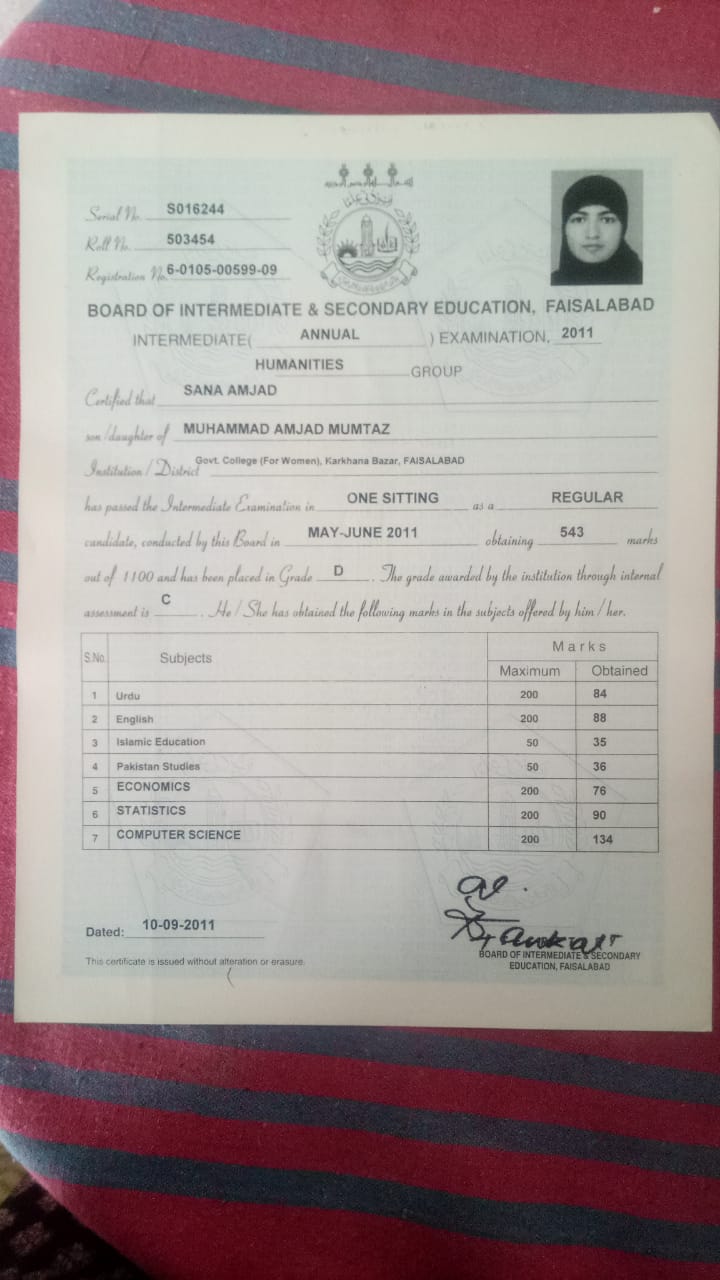 Serial No. S016244
Roll No. 503454
Registration No. 6-0105-00599-09
BOARD OF INTERMEDIATE & SECONDARY EDUCATION, FAISALABAD
INTERMEDIATE( ANNUAL ) EXAMINATION, 2011
HUMANITIES GROUP
Certified that SANA AMJAD
son/daughter of MUHAMMAD AMJAD MUMTAZ
Institution / District Govt. College (For Women), Karkhana Bazar, FAISALABAD
has passed the Intermediate Examination in ONE SITTING as a REGULAR
candidate, conducted by this Board in MAY-JUNE 2011 obtaining 543 marks
out of 1100 and has been placed in Grade D . The grade awarded by the institution through internal
assessment is C . He / She has obtained the following marks in the subjects offered by him / her.
S.No. Subjects Marks
Maximum Obtained
1 Urdu 200 84
2 English 200 88
3 Islamic Education 50 35
4 Pakistan Studies 50 36
5 ECONOMICS 200 76
6 STATISTICS 200 90
7 COMPUTER SCIENCE 200 134
Dated: 10-09-2011
This certificate is issued without alteration or erasure.
BOARD OF INTERMEDIATE & SECONDARY
EDUCATION, FAISALABAD